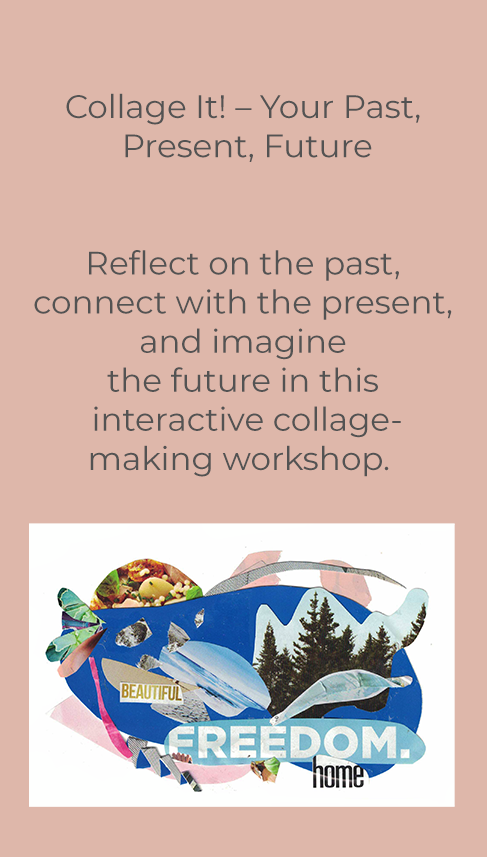 Collage It! – Your Past,
Present, Future
Reflect on the past,
connect with the present,
and imagine
the future in this
interactive collage-
making workshop.
BEAUTIFUL
FREEDOM.
home